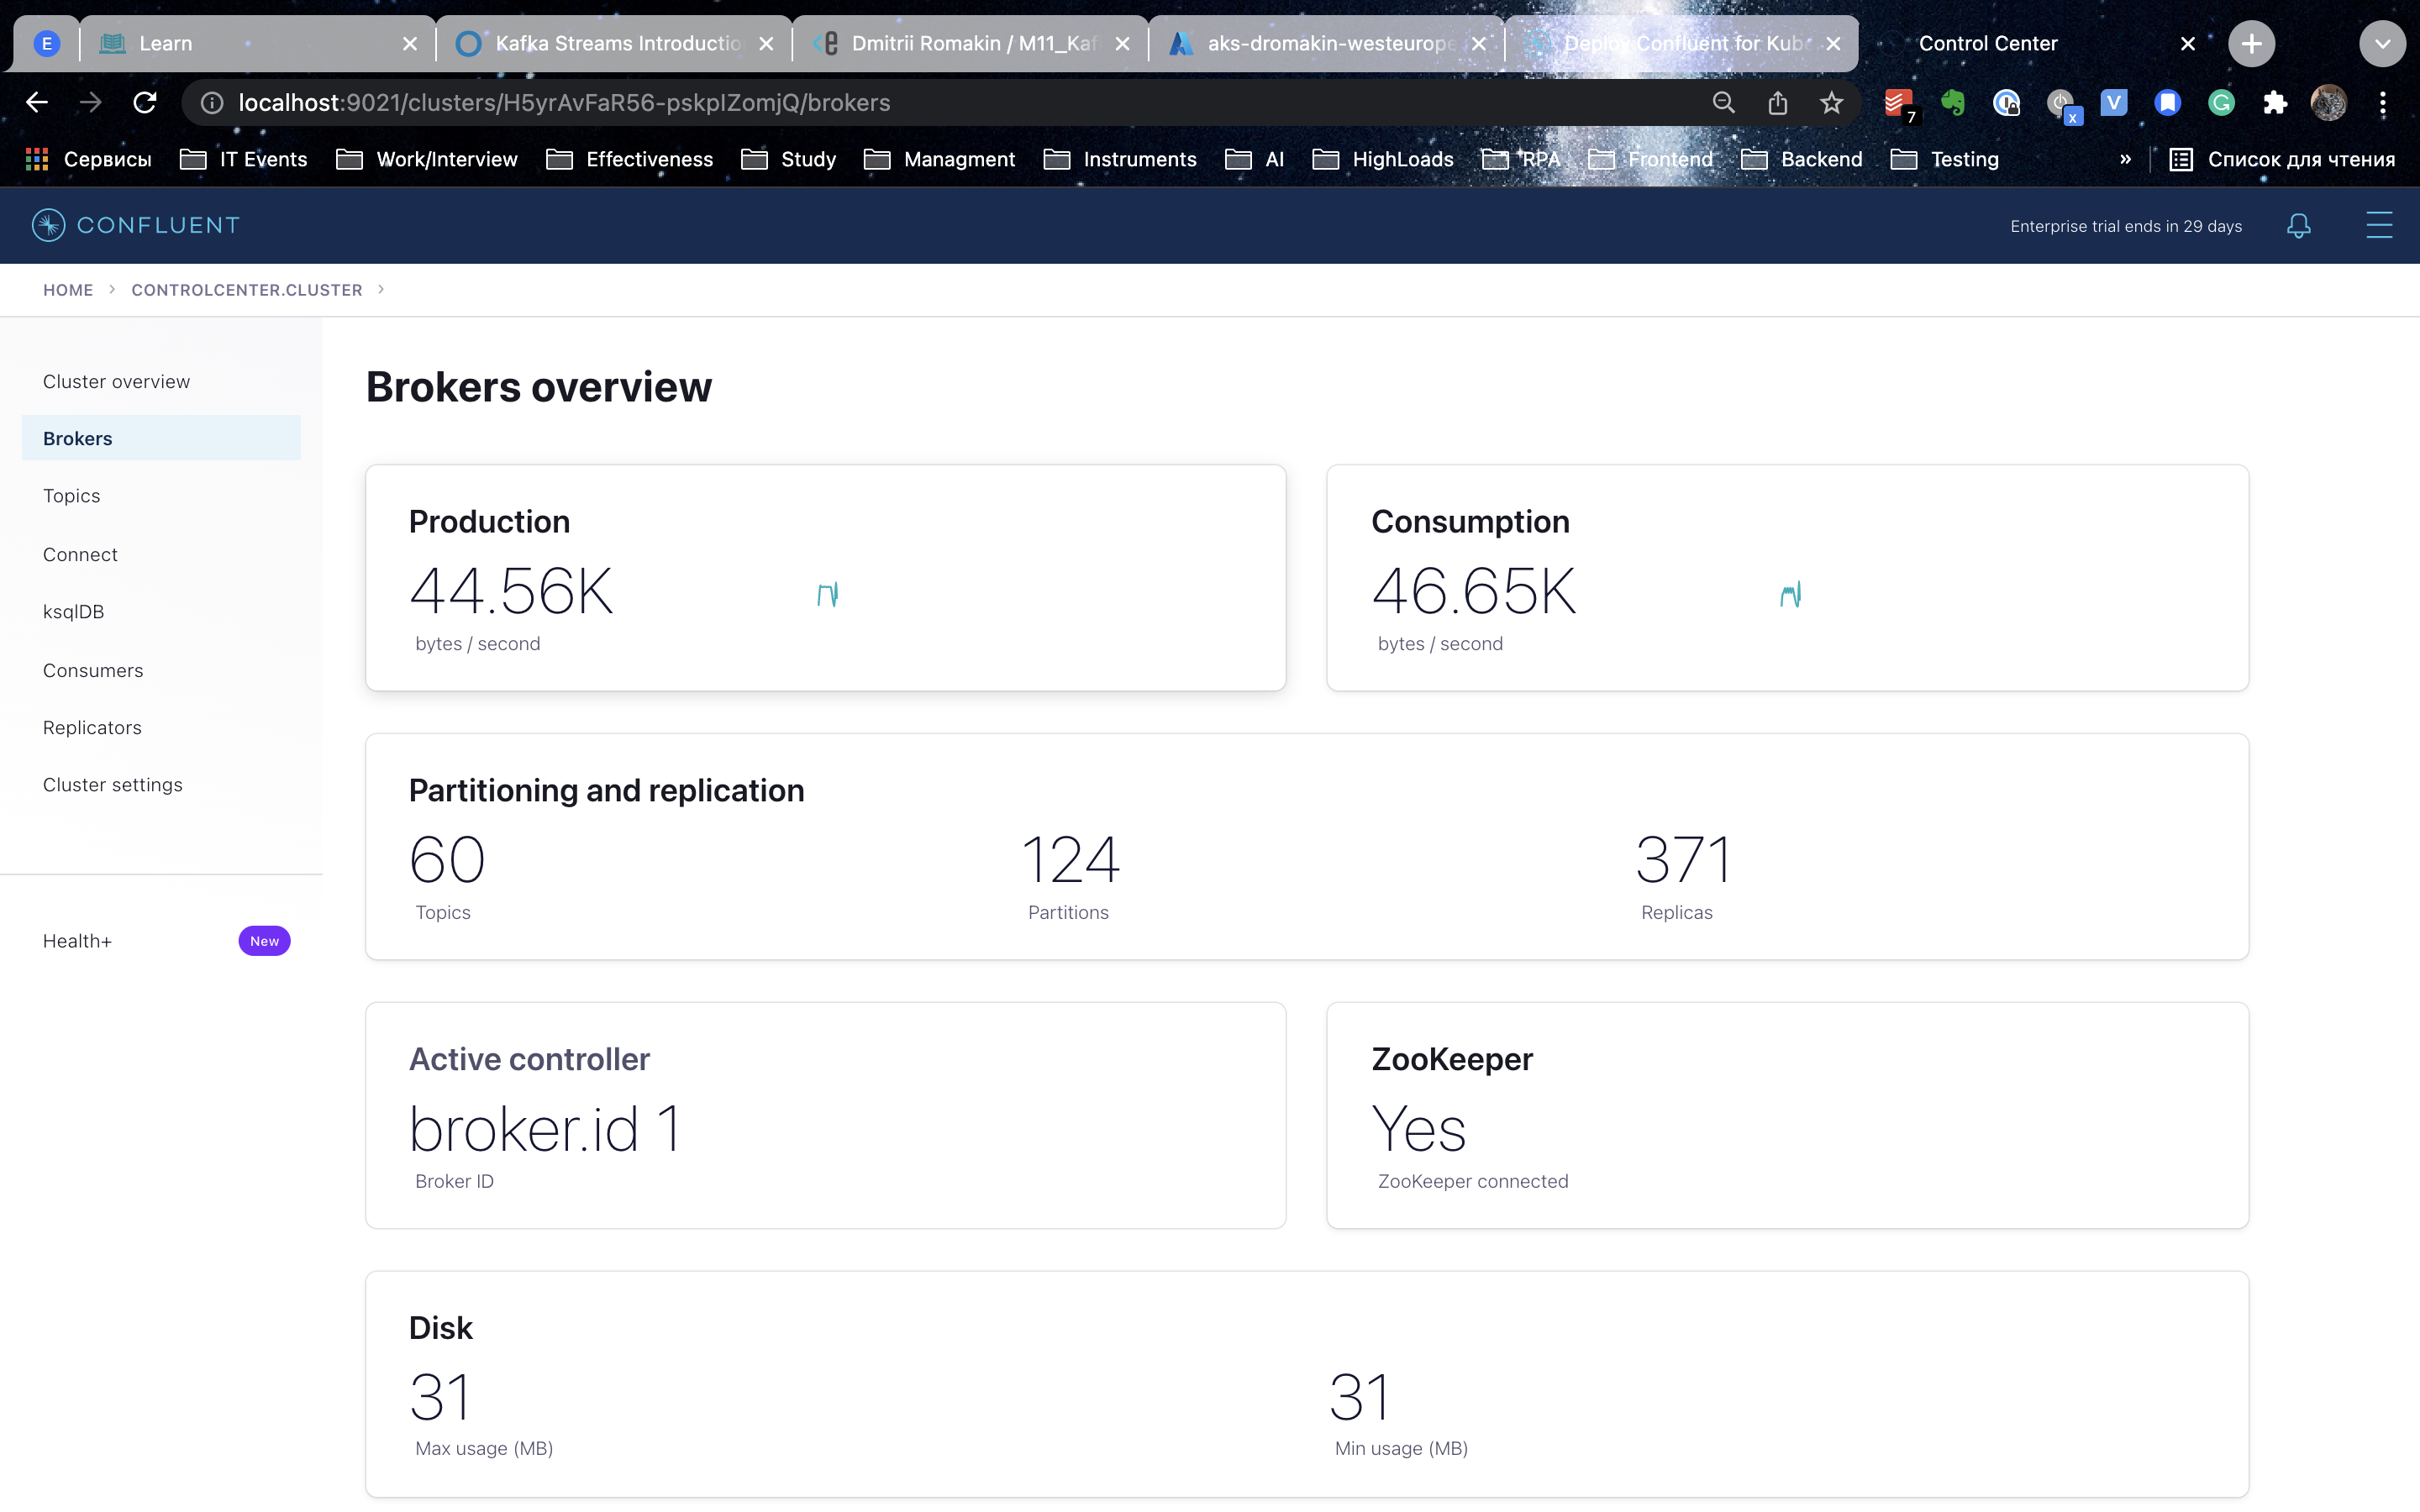 E Learn Kafka Streams Introductio Dmitrii Romakin / M11_Kaf aks-dromakin-westeurope Deploy Confluent for Kube Control Center
localhost:9021/clusters/H5yrAvFaR56-pskpIZomjQ/brokers 7 x V
Сервисы IT Events Work/Interview Effectiveness Study Managment Instruments AI HighLoads RPA Frontend Backend Testing » Список для чтения
CONFLUENT Enterprise trial ends in 29 days
HOME > CONTROLCENTER.CLUSTER >
Cluster overview
Brokers
Topics
Connect
ksqlDB
Consumers
Replicators
Cluster settings
Health+ New
Brokers overview
Production
44.56K
bytes / second
Consumption
46.65K
bytes / second
Partitioning and replication
60 124 371
Topics Partitions Replicas
Active controller
broker.id 1
Broker ID
ZooKeeper
Yes
ZooKeeper connected
Disk
31 31
Max usage (MB) Min usage (MB)